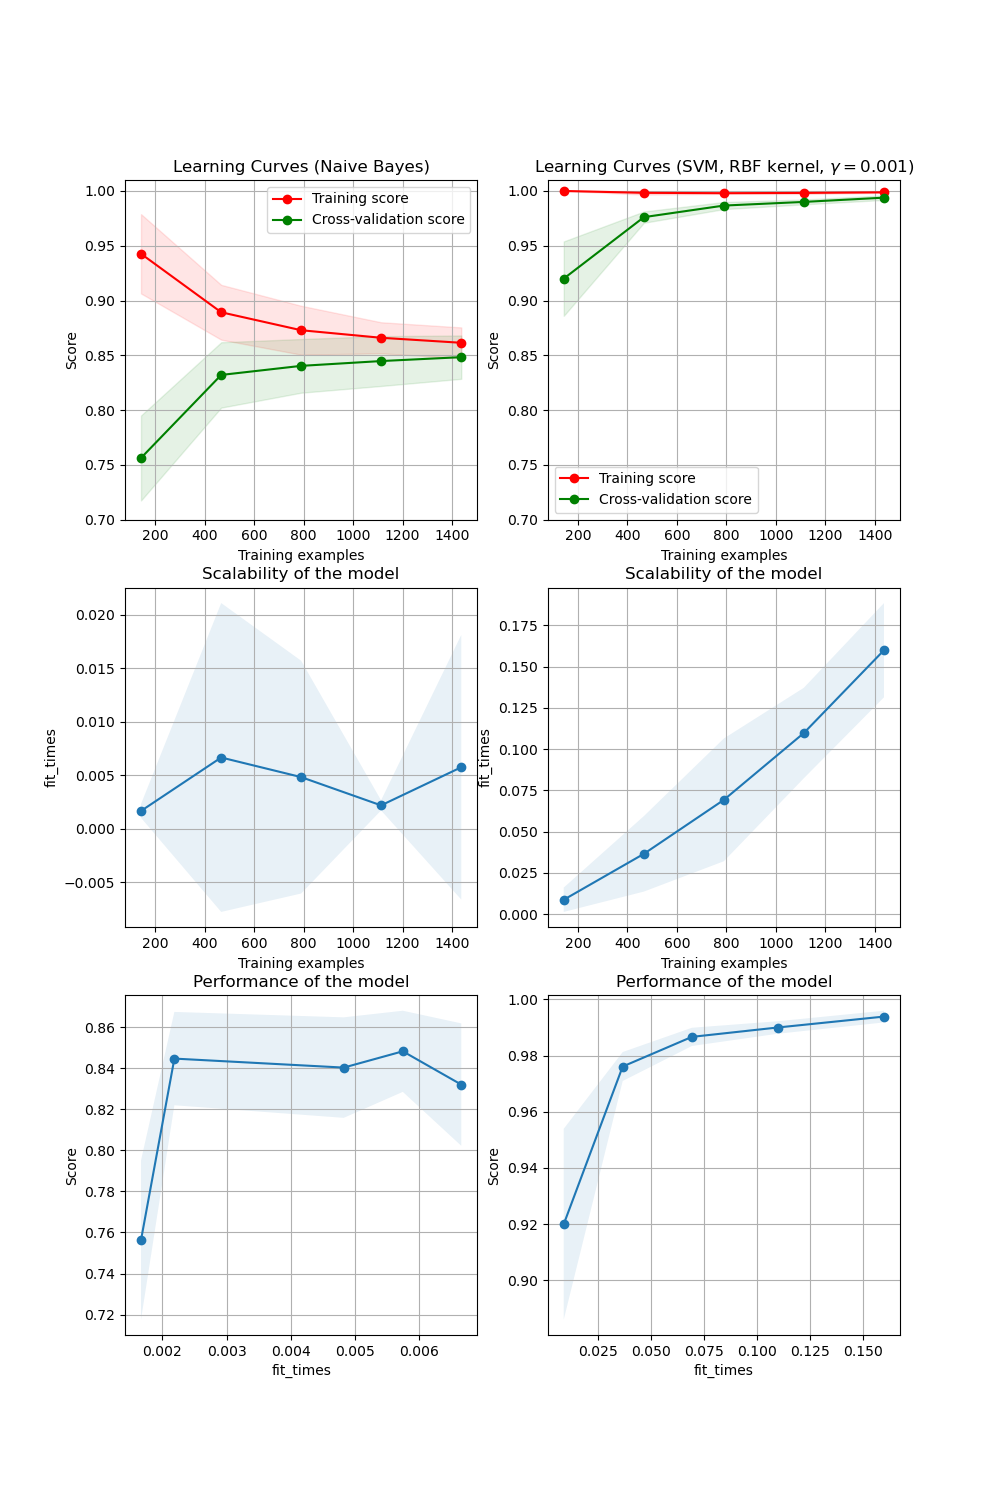 Learning Curves (Naive Bayes)
1.00
0.95
0.90
0.85
0.80
0.75
0.70
Score
Training score
Cross-validation score
200 400 600 800 1000 1200 1400
Training examples
Learning Curves (SVM, RBF kernel, γ = 0.001)
1.00
0.95
0.90
0.85
0.80
0.75
0.70
Score
Training score
Cross-validation score
200 400 600 800 1000 1200 1400
Training examples
Scalability of the model
0.020
0.015
0.010
0.005
0.000
−0.005
fit_times
200 400 600 800 1000 1200 1400
Training examples
Scalability of the model
0.175
0.150
0.125
0.100
0.075
0.050
0.025
0.000
fit_times
200 400 600 800 1000 1200 1400
Training examples
Performance of the model
0.86
0.84
0.82
0.80
0.78
0.76
0.74
0.72
Score
0.002 0.003 0.004 0.005 0.006
fit_times
Performance of the model
1.00
0.98
0.96
0.94
0.92
0.90
Score
0.025 0.050 0.075 0.100 0.125 0.150
fit_times